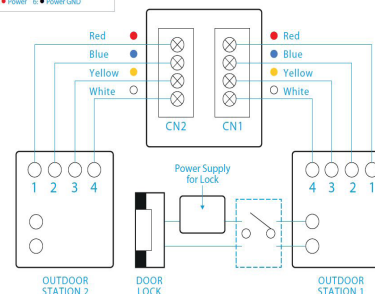 Power 6: Power GND
Red
Blue
Yellow
White
Red
Blue
Yellow
White
CN2
CN1
1 2 3 4
Power Supply
for Lock
4 3 2 1
OUTDOOR
STATION 2
DOOR
LOCK
OUTDOOR
STATION 1